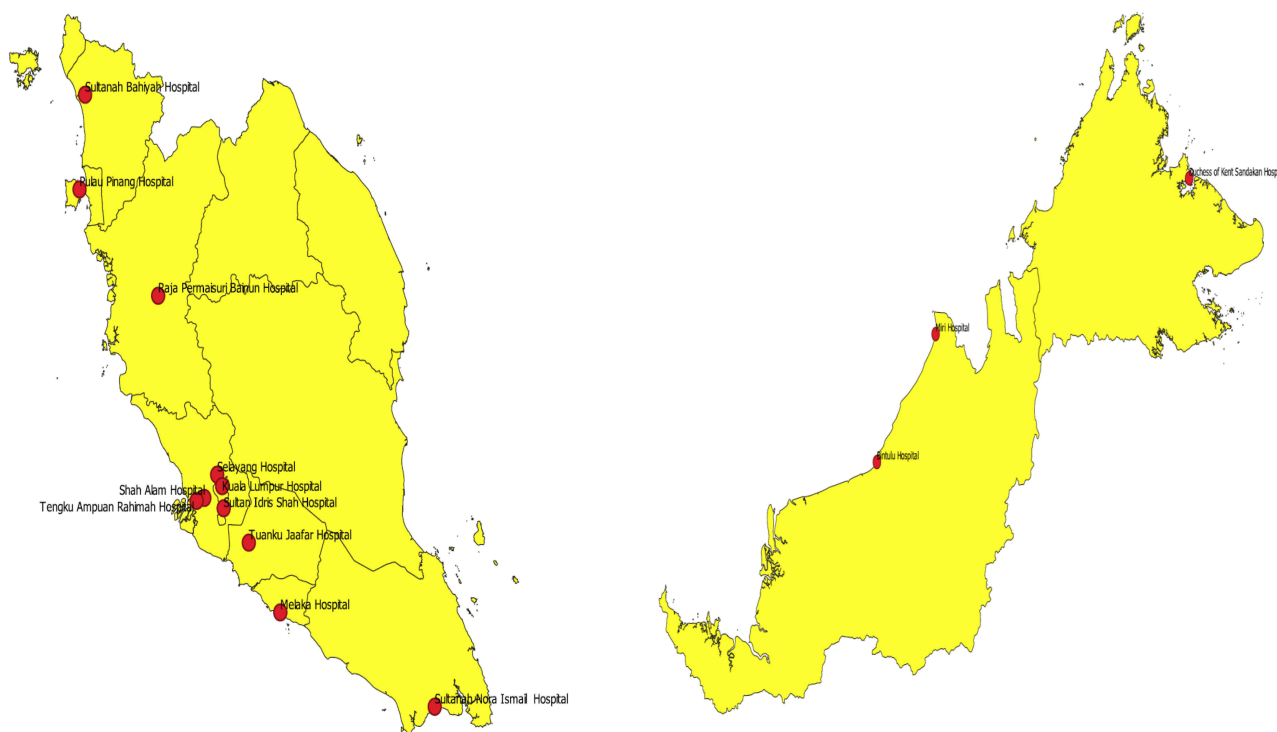 Sultanah Bahiyah Hospital
Pulau Pinang Hospital
Raja Permaisuri Bainun Hospital
Selayang Hospital
Kuala Lumpur Hospital
Shah Alam Hospital
Tengku Ampuan Rahimah Hospital
Sultan Idris Shah Hospital
Tuanku Jaafar Hospital
Melaka Hospital
Sultanah Nora Ismail Hospital
Duchess of Kent Sandakan Hosp
Miri Hospital
Bintulu Hospital